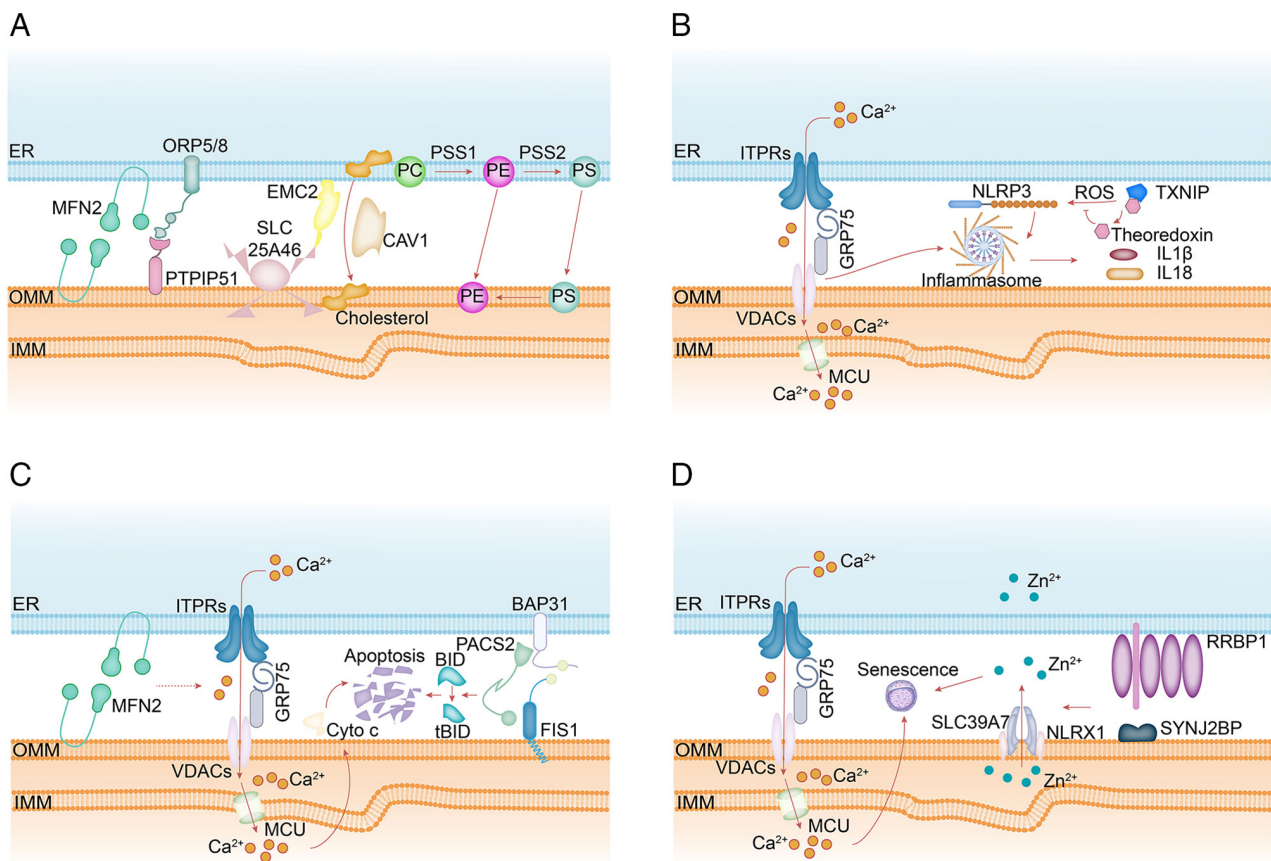 A
ER
ORP5/8
MFN2
PTPIP51
EMC2
SLC
25A46
CAV1
PC
PSS1
PE
PSS2
PS
OMM
PE
PS
Cholesterol
IMM
B
Ca²⁺
ER
ITPRs
GRP75
NLRP3
ROS
TXNIP
Theoredoxin
IL1β
IL18
Inflammasome
OMM
VDACs
Ca²⁺
IMM
MCU
Ca²⁺
C
Ca²⁺
ER
ITPRs
BAP31
PACS2
MFN2
GRP75
Apoptosis
BID
Cyto c
tBID
FIS1
OMM
VDACs
Ca²⁺
IMM
MCU
Ca²⁺
D
Ca²⁺
Zn²⁺
ER
ITPRs
RRBP1
GRP75
Senescence
Zn²⁺
SLC39A7
NLRX1
SYNJ2BP
OMM
VDACs
Ca²⁺
Zn²⁺
IMM
MCU
Ca²⁺